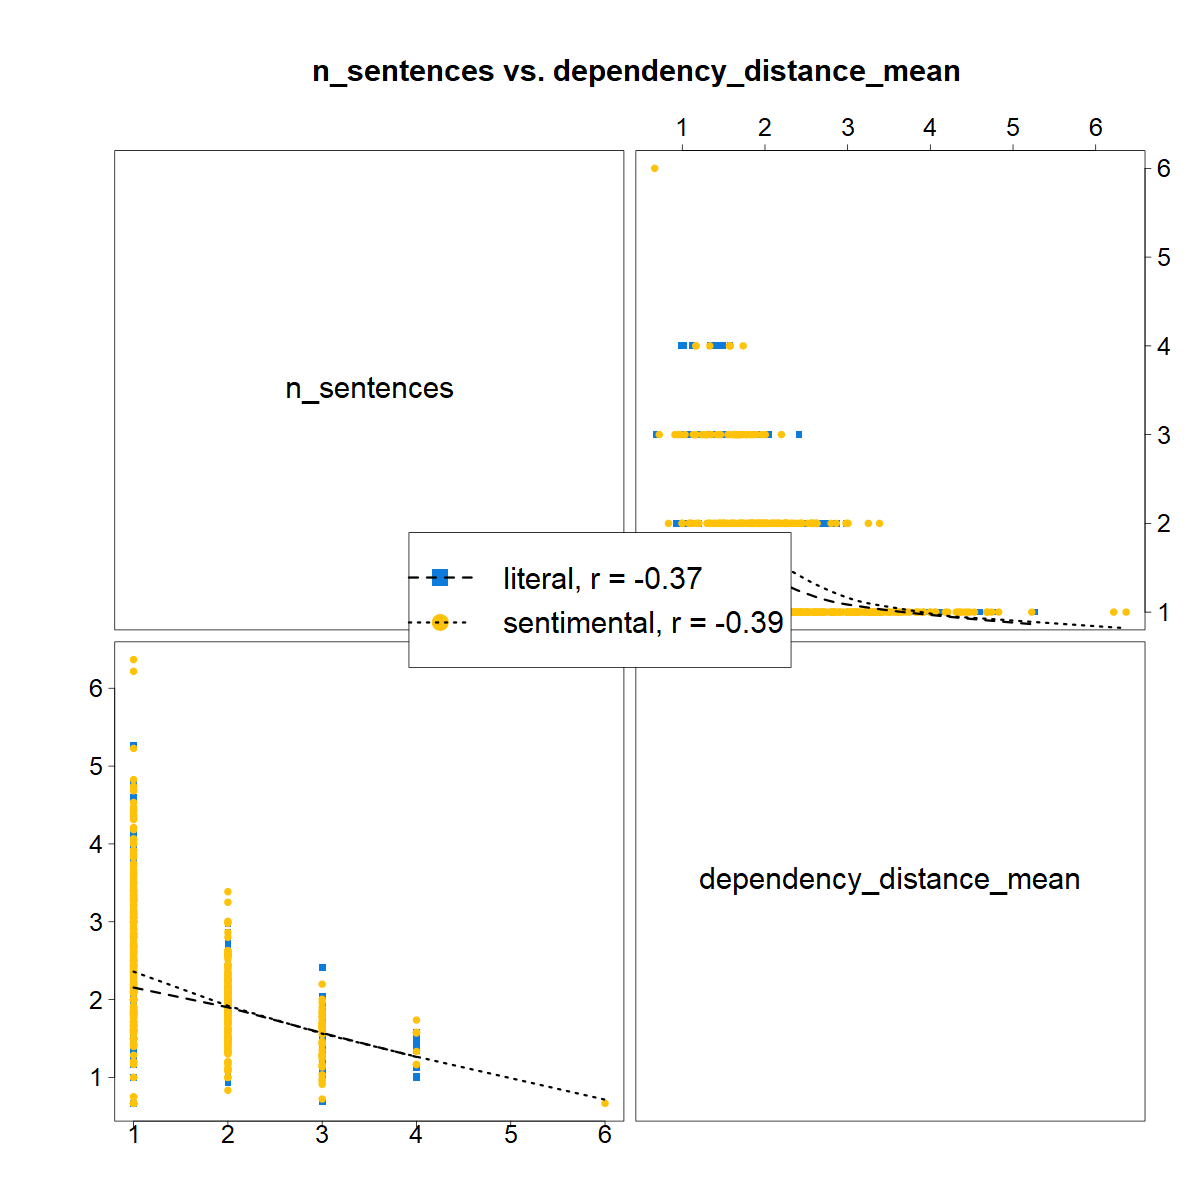 n_sentences vs. dependency_distance_mean
1 2 3 4 5 6
6
5
4
n_sentences
3
2
literal, r = -0.37
1
sentimental, r = -0.39
6
5
4
dependency_distance_mean
3
2
1
1 2 3 4 5 6